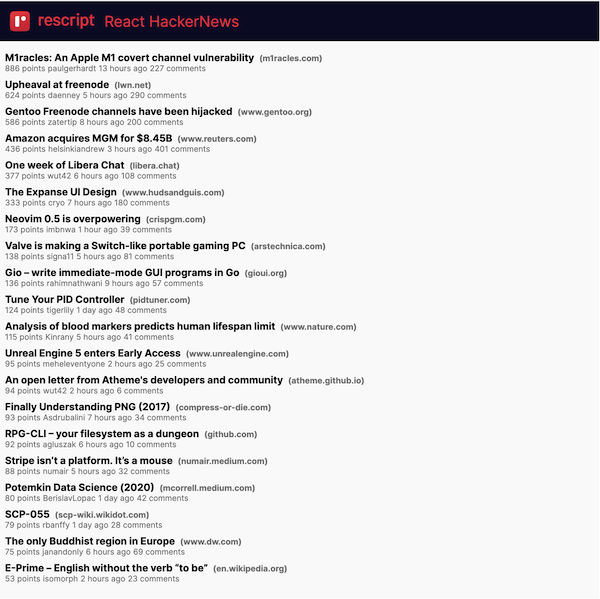 r rescript React HackerNews
M1racles: An Apple M1 covert channel vulnerability (m1racles.com)
886 points paulgerhardt 13 hours ago 227 comments
Upheaval at freenode (lwn.net)
624 points daenney 5 hours ago 290 comments
Gentoo Freenode channels have been hijacked (www.gentoo.org)
586 points zatertip 8 hours ago 200 comments
Amazon acquires MGM for $8.45B (www.reuters.com)
436 points helsinkiandrew 3 hours ago 401 comments
One week of Libera Chat (libera.chat)
377 points wut42 6 hours ago 108 comments
The Expanse UI Design (www.hudsandguis.com)
333 points cryo 7 hours ago 180 comments
Neovim 0.5 is overpowering (crispgm.com)
173 points imbnwa 1 hour ago 39 comments
Valve is making a Switch-like portable gaming PC (arstechnica.com)
138 points signa11 5 hours ago 81 comments
Gio – write immediate-mode GUI programs in Go (gioui.org)
136 points rahimnathwani 9 hours ago 57 comments
Tune Your PID Controller (pidtuner.com)
124 points tigerlily 1 day ago 48 comments
Analysis of blood markers predicts human lifespan limit (www.nature.com)
115 points Kinrany 5 hours ago 41 comments
Unreal Engine 5 enters Early Access (www.unrealengine.com)
95 points meheleventyone 2 hours ago 25 comments
An open letter from Atheme's developers and community (atheme.github.io)
94 points wut42 2 hours ago 6 comments
Finally Understanding PNG (2017) (compress-or-die.com)
93 points Asdrubalini 7 hours ago 34 comments
RPG-CLI – your filesystem as a dungeon (github.com)
92 points agluszak 6 hours ago 10 comments
Stripe isn’t a platform. It’s a mouse (numair.medium.com)
88 points numair 5 hours ago 32 comments
Potemkin Data Science (2020) (mcorrell.medium.com)
80 points BerislavLopac 1 day ago 42 comments
SCP-055 (scp-wiki.wikidot.com)
79 points rbanffy 1 day ago 28 comments
The only Buddhist region in Europe (www.dw.com)
75 points janandonly 6 hours ago 69 comments
E-Prime – English without the verb “to be” (en.wikipedia.org)
53 points isomorph 2 hours ago 23 comments